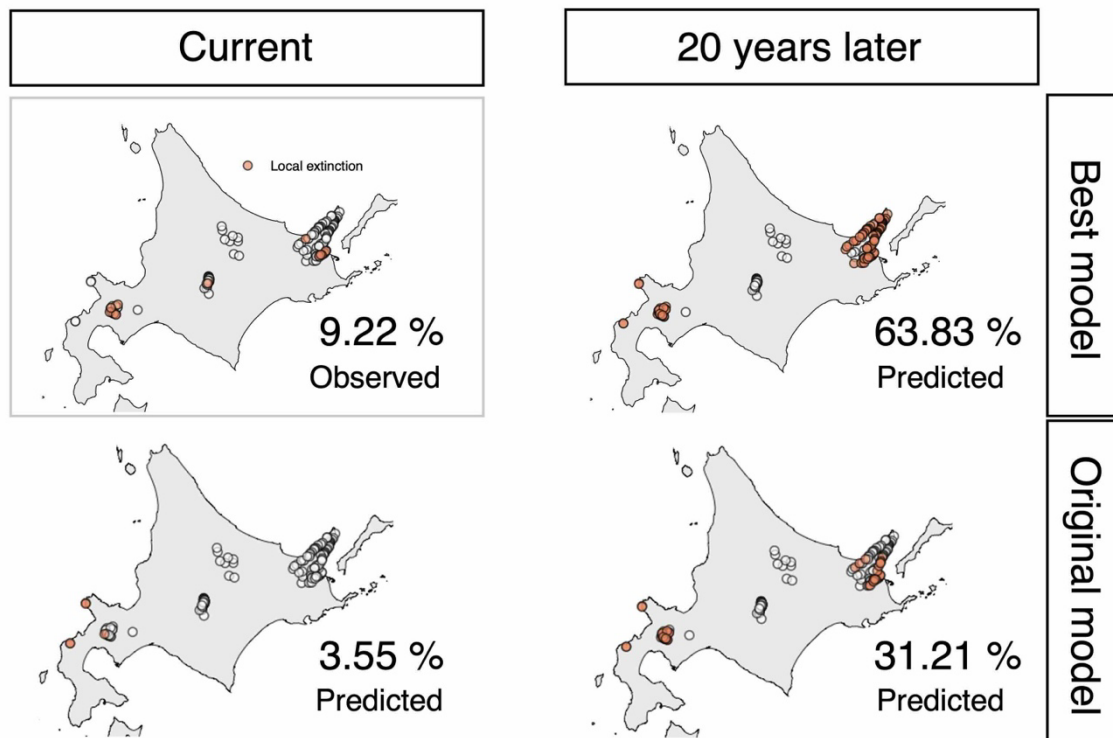 Current
20 years later
Local extinction
9.22 %
Observed
63.83 %
Predicted
Best model
3.55 %
Predicted
31.21 %
Predicted
Original model